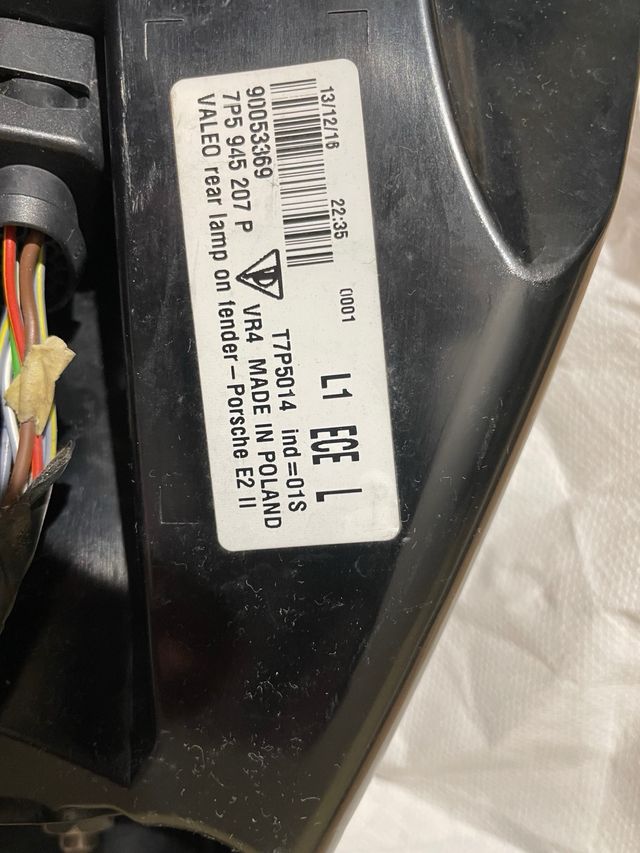 13/12/16 22:35 0001
L1 ECE L
90053369 T7P5014 ind=01S
7P5 945 207 P VR4 MADE IN POLAND
VALEO rear lamp on fender-Porsche E2 II